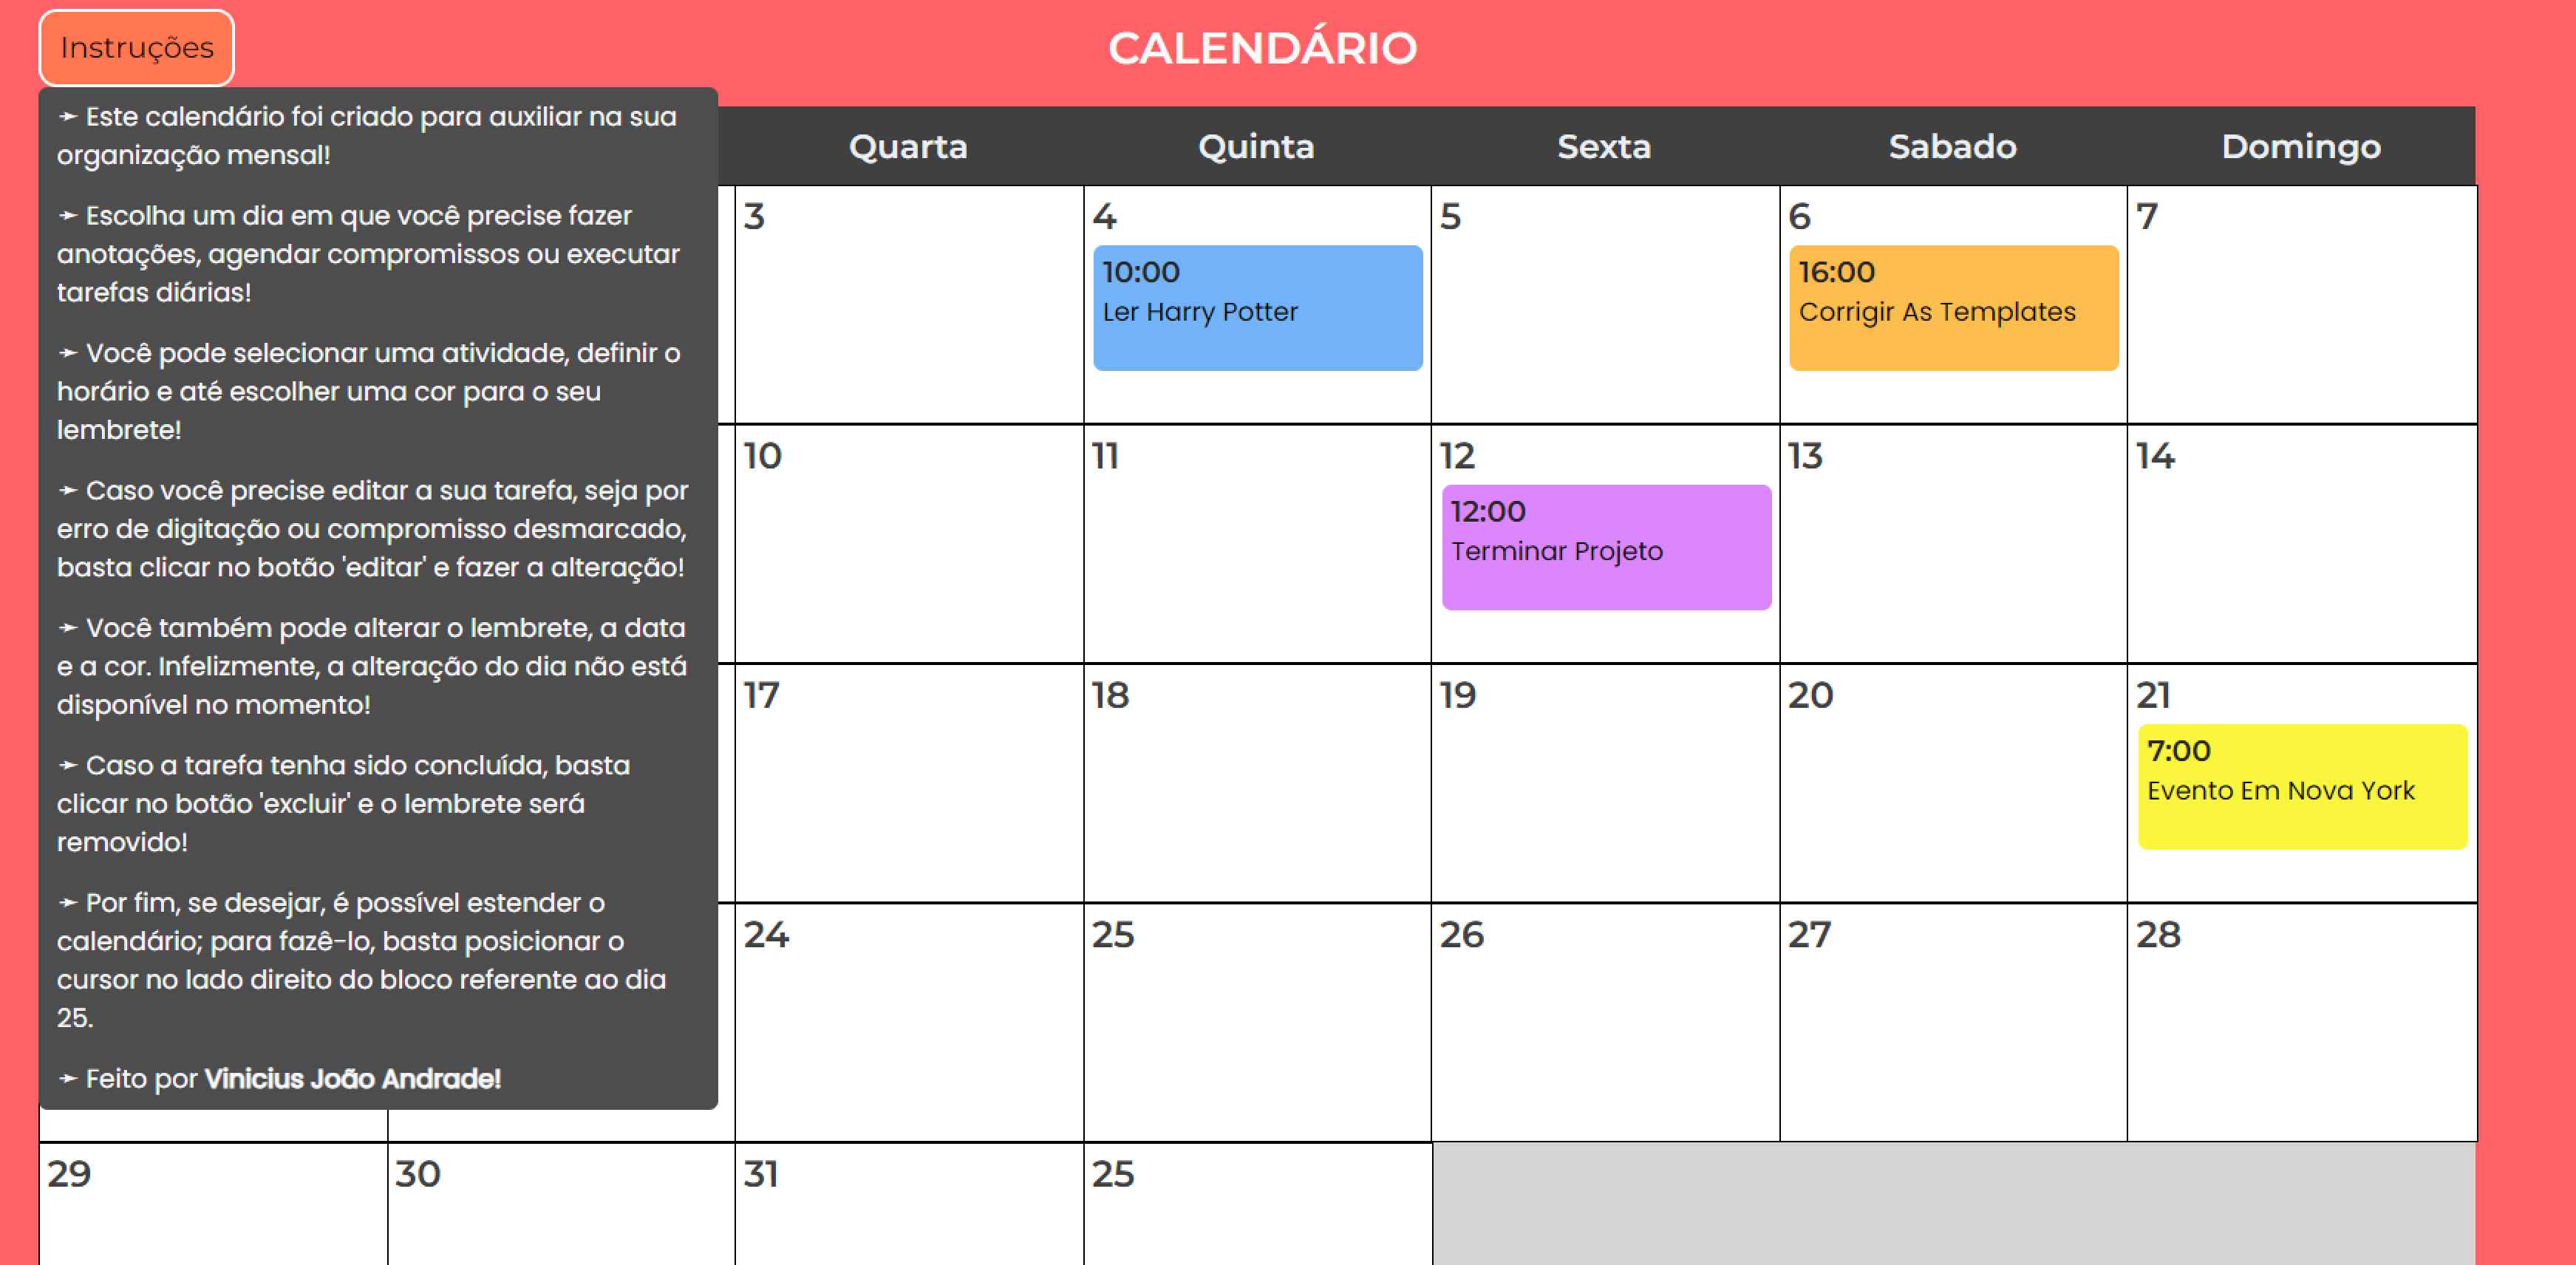 Instruções
CALENDÁRIO
➛ Este calendário foi criado para auxiliar na sua
organização mensal!
➛ Escolha um dia em que você precise fazer
anotações, agendar compromissos ou executar
tarefas diárias!
➛ Você pode selecionar uma atividade, definir o
horário e até escolher uma cor para o seu
lembrete!
➛ Caso você precise editar a sua tarefa, seja por
erro de digitação ou compromisso desmarcado,
basta clicar no botão 'editar' e fazer a alteração!
➛ Você também pode alterar o lembrete, a data
e a cor. Infelizmente, a alteração do dia não está
disponível no momento!
➛ Caso a tarefa tenha sido concluída, basta
clicar no botão 'excluir' e o lembrete será
removido!
➛ Por fim, se desejar, é possível estender o
calendário; para fazê-lo, basta posicionar o
cursor no lado direito do bloco referente ao dia
25.
➛ Feito por Vinicius João Andrade!
Quarta Quinta Sexta Sabado Domingo
3 4 5 6 7
10:00 16:00
Ler Harry Potter Corrigir As Templates
10 11 12 13 14
12:00
Terminar Projeto
17 18 19 20 21
7:00
Evento Em Nova York
24 25 26 27 28
29 30 31 25